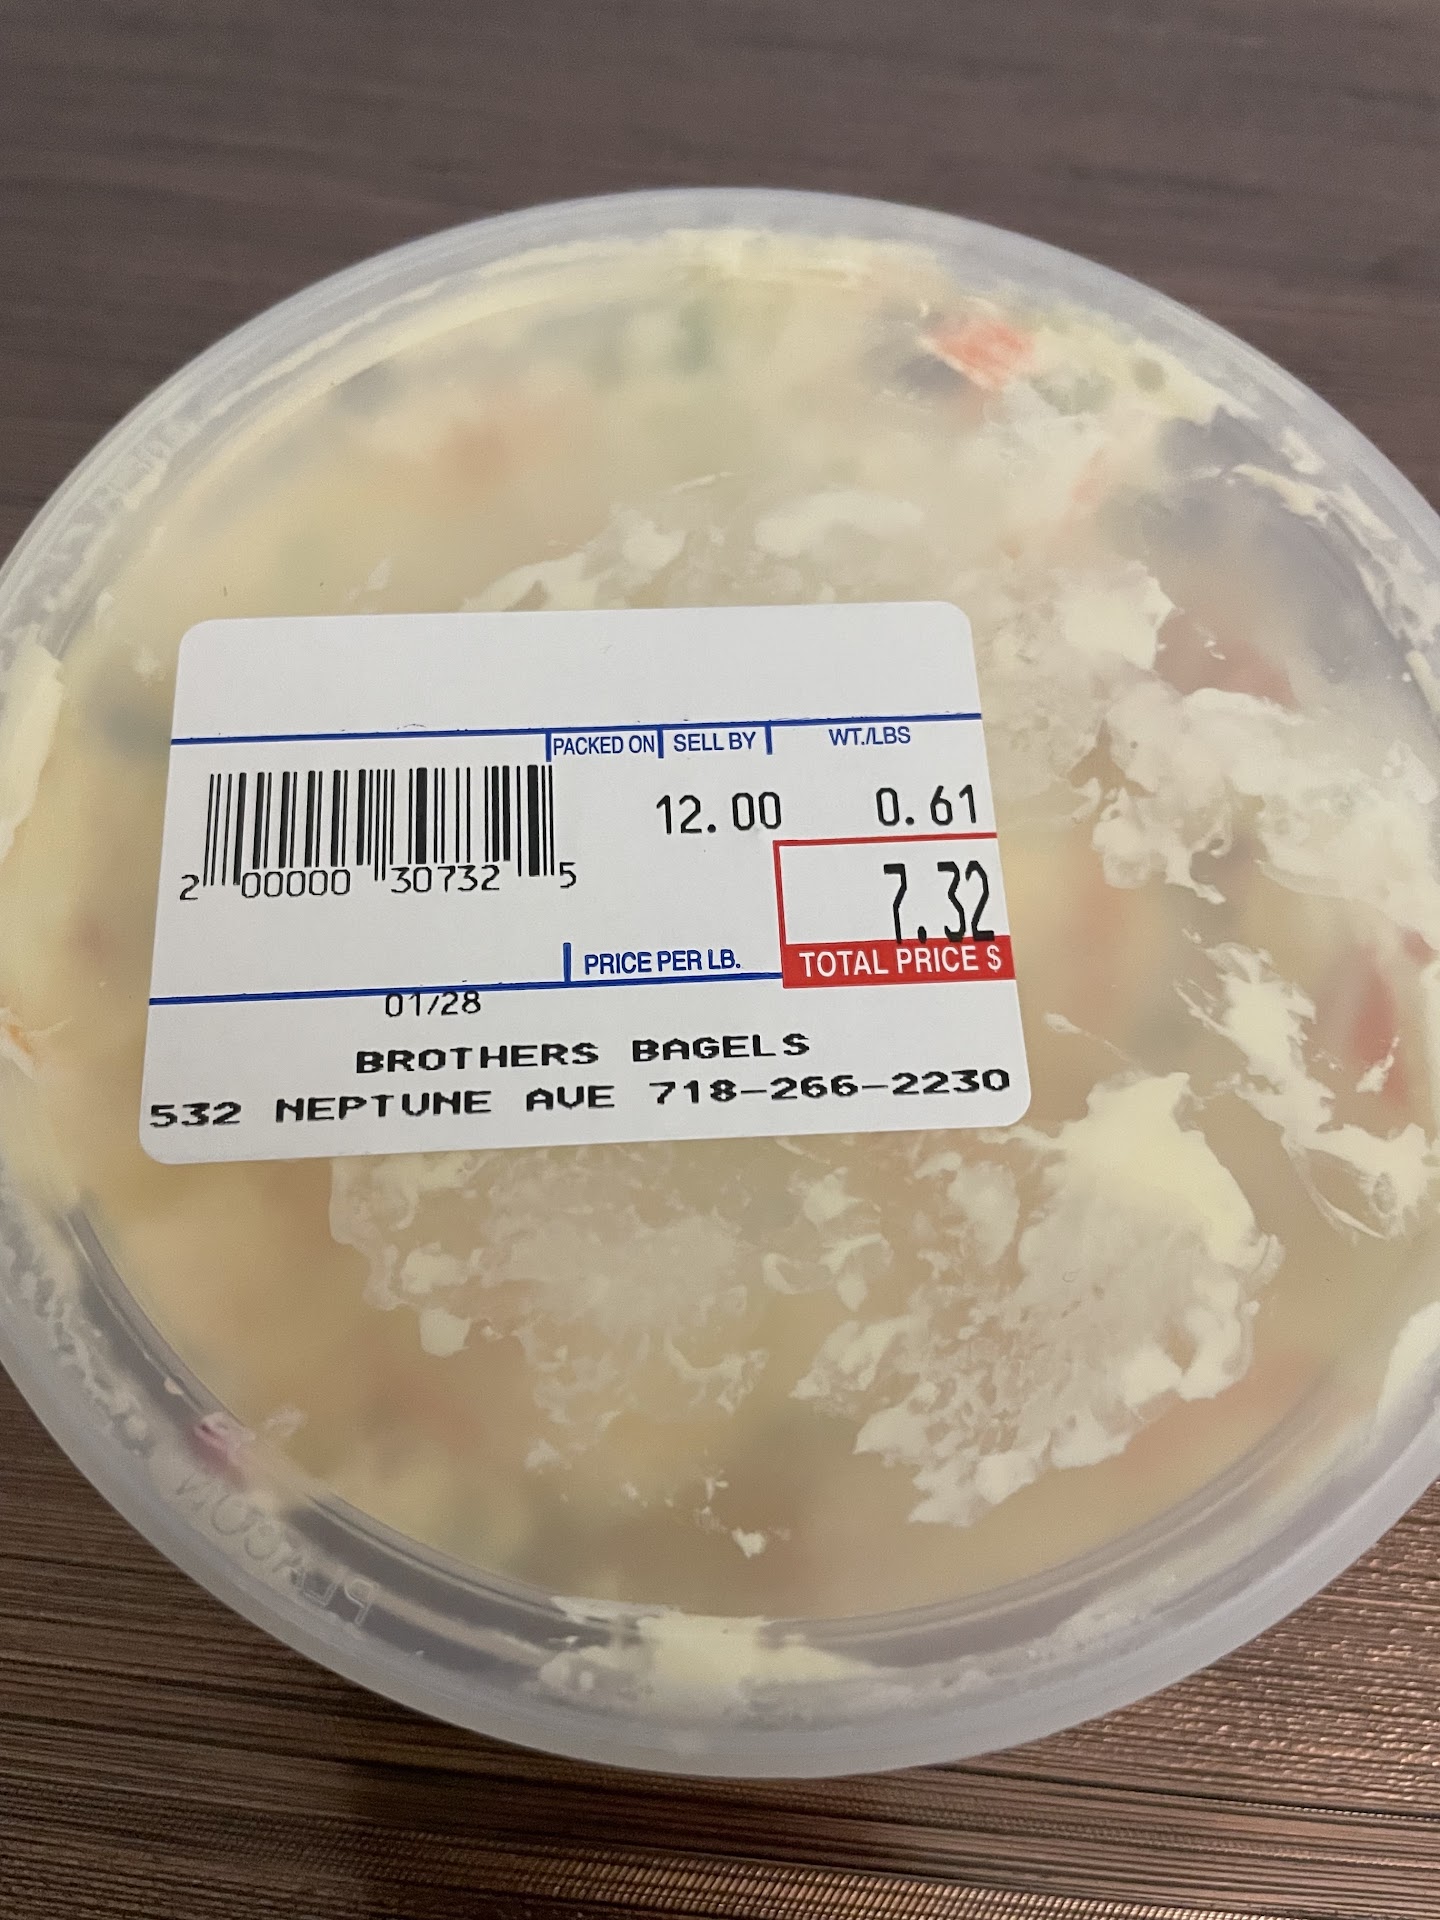 PACKED ON SELL BY WT./LBS
12.00 0.61
2 00000 30732 5
7.32
PRICE PER LB. TOTAL PRICE $
01/28
BROTHERS BAGELS
532 NEPTUNE AVE 718-266-2230
PLEASCON